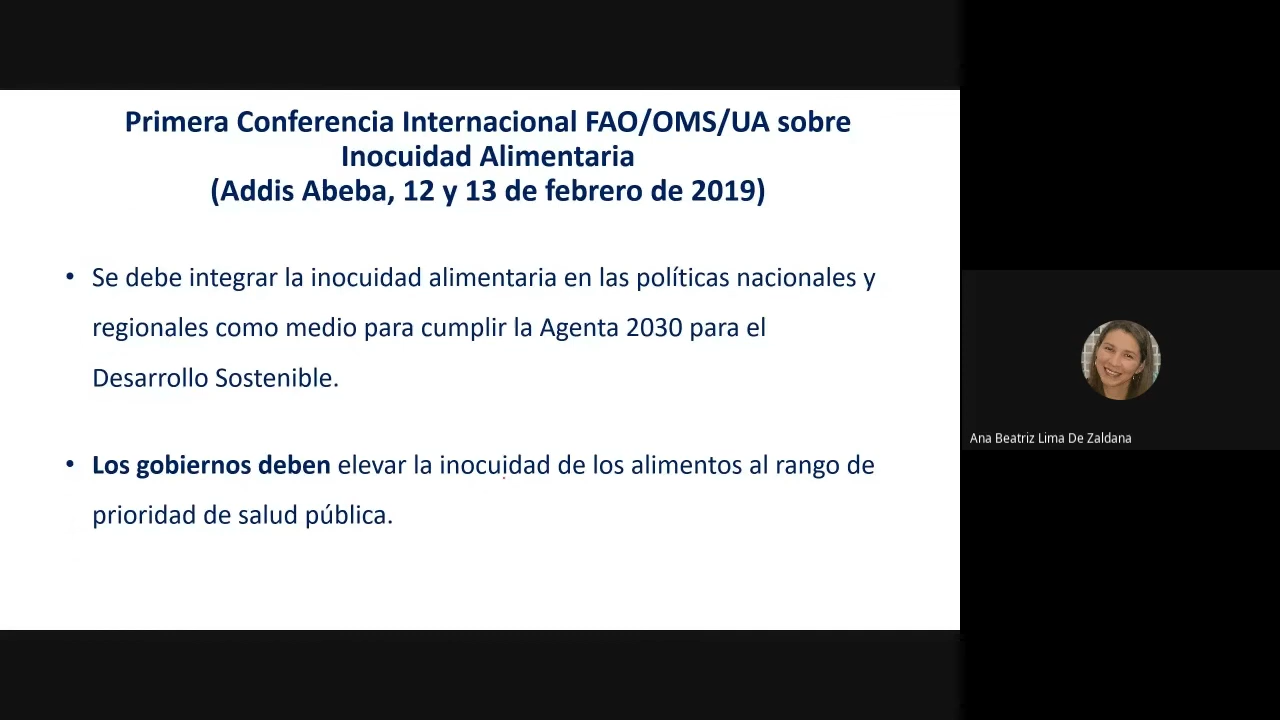 Primera Conferencia Internacional FAO/OMS/UA sobre
Inocuidad Alimentaria
(Addis Abeba, 12 y 13 de febrero de 2019)
• Se debe integrar la inocuidad alimentaria en las políticas nacionales y
regionales como medio para cumplir la Agenta 2030 para el
Desarrollo Sostenible.
• Los gobiernos deben elevar la inocuidad de los alimentos al rango de
prioridad de salud pública.
Ana Beatriz Lima De Zaldana